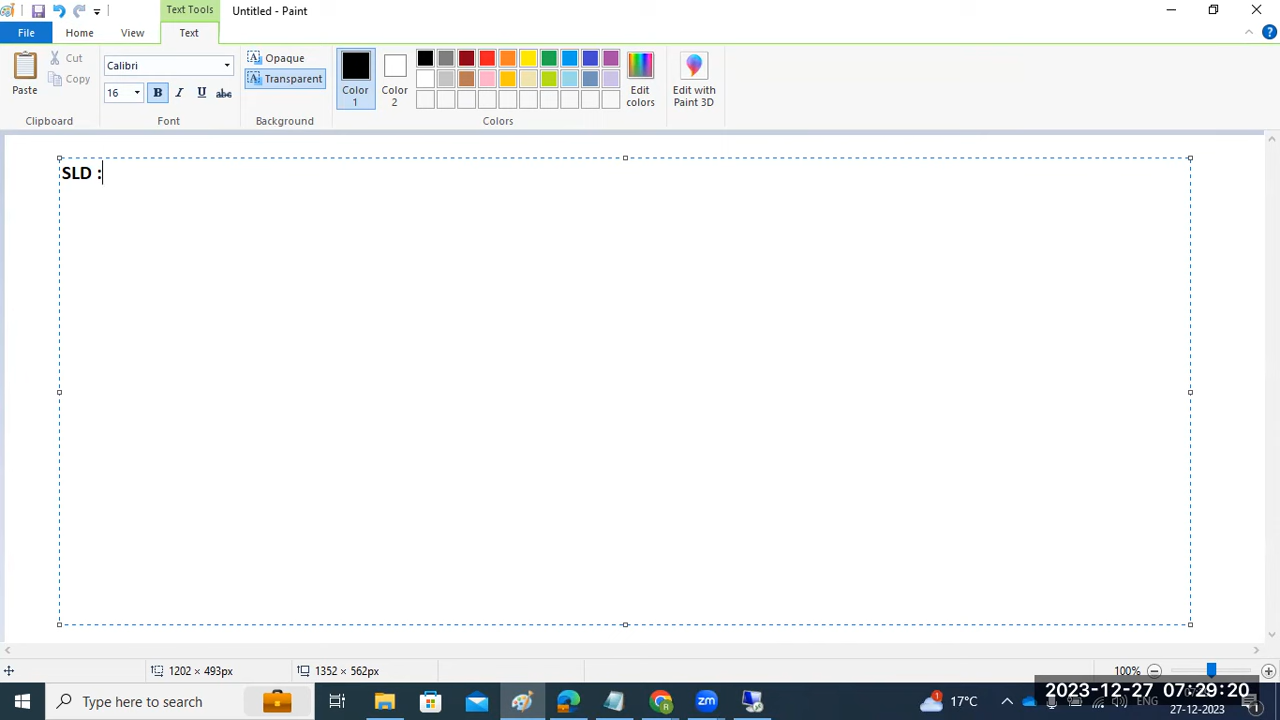 Text Tools
Untitled - Paint
File
Home
View
Text
Cut
Copy
Paste
Calibri
16
B
I
U
abc
Opaque
Transparent
Color 1
Color 2
Edit colors
Edit with Paint 3D
Clipboard
Font
Background
Colors
SLD :
1202 × 493px
1352 × 562px
100%
Type here to search
17°C
ENG
2023-12-27 07:29:20
27-12-2023